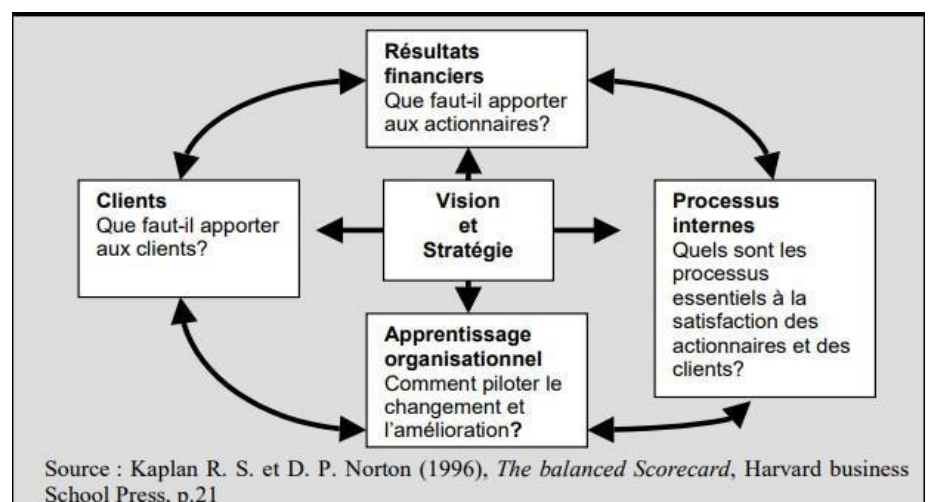 Résultats
financiers
Que faut-il apporter
aux actionnaires?
Clients
Que faut-il apporter
aux clients?
Vision
et
Stratégie
Processus
internes
Quels sont les
processus
essentiels à la
satisfaction des
actionnaires et des
clients?
Apprentissage
organisationnel
Comment piloter le
changement et
l'amélioration?
Source : Kaplan R. S. et D. P. Norton (1996), The balanced Scorecard, Harvard business
School Press, p.21